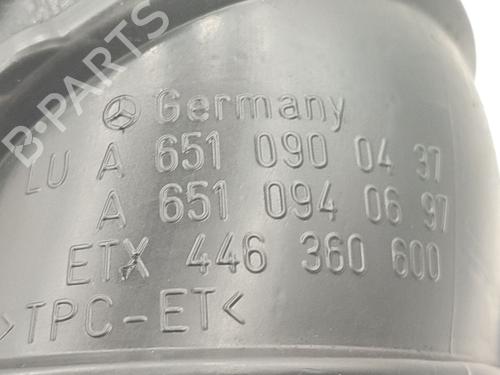 B-PARTS
Germany
LU A 651 090 04 37
A 651 094 06 97
ETX 446 360 600
>TPC-ET<